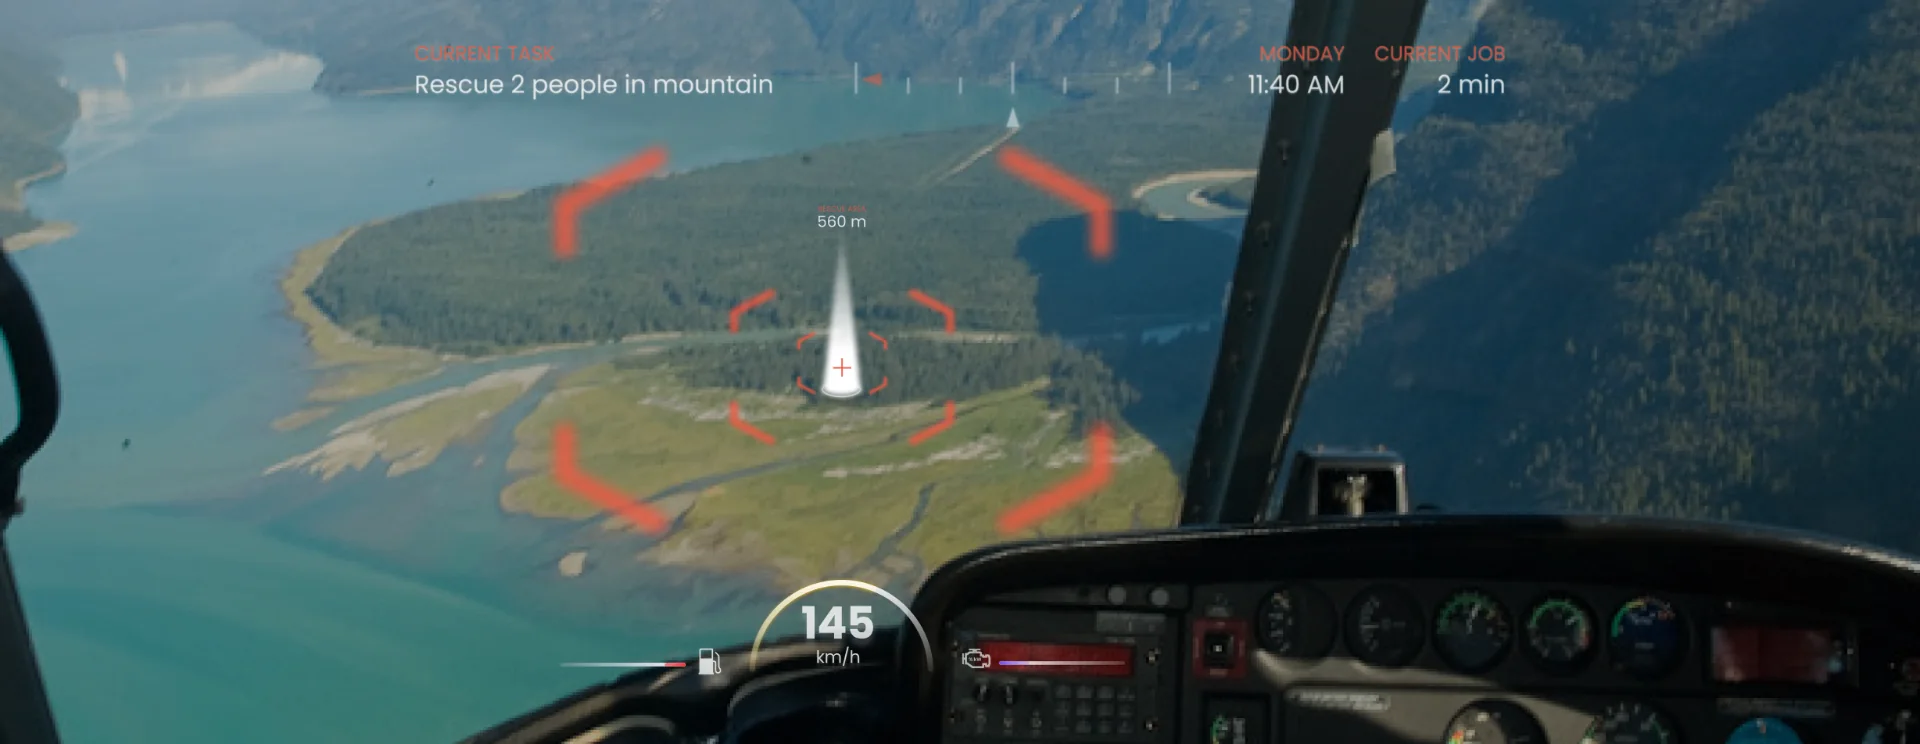 CURRENT TASK
Rescue 2 people in mountain
MONDAY
11:40 AM
CURRENT JOB
2 min
560 m
145
km/h